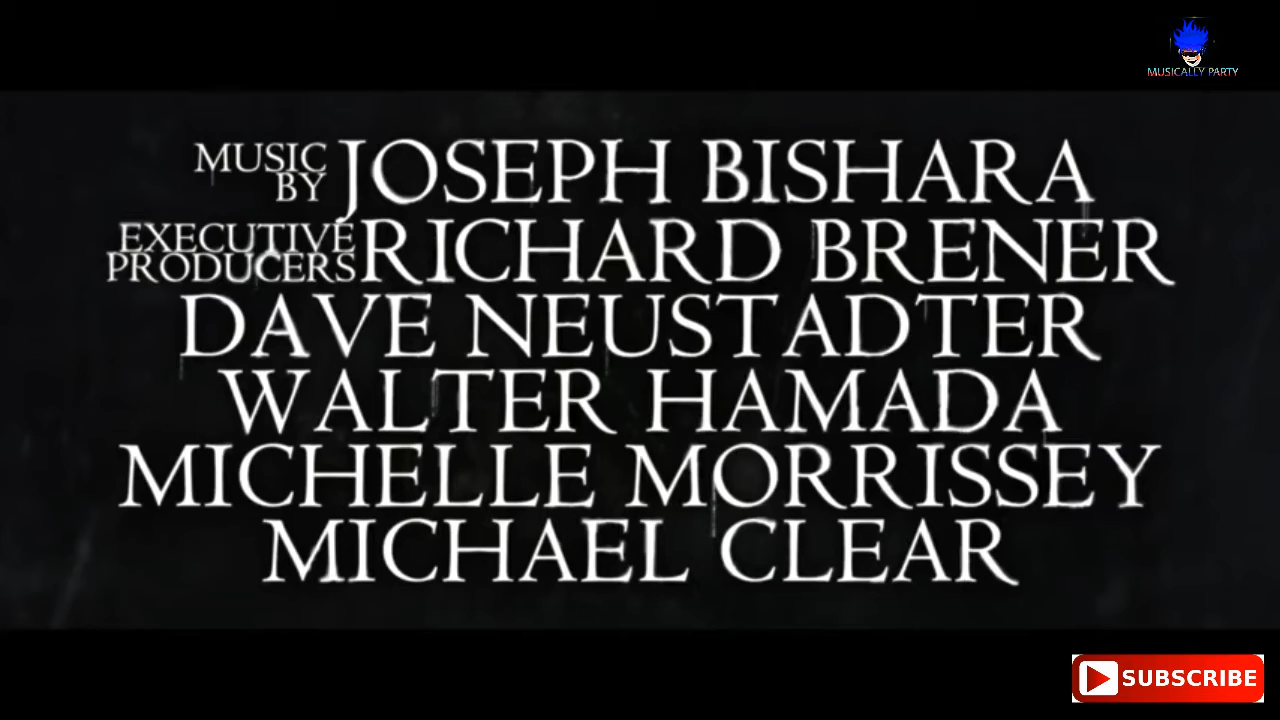 MUSICALLY PARTY
MUSIC BY JOSEPH BISHARA
EXECUTIVE PRODUCERS RICHARD BRENER
DAVE NEUSTADTER
WALTER HAMADA
MICHELLE MORRISSEY
MICHAEL CLEAR
SUBSCRIBE